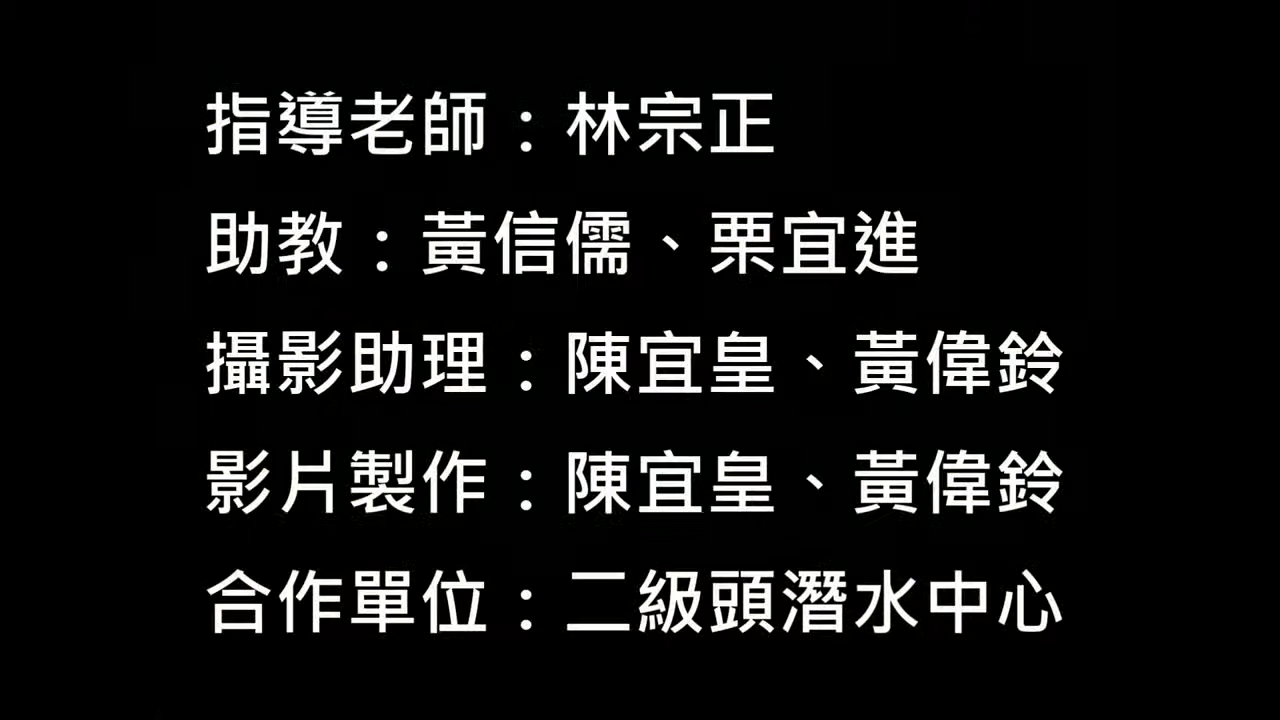 指導老師：林宗正
助教：黃信儒、栗宜進
攝影助理：陳宜皇、黃偉鈴
影片製作：陳宜皇、黃偉鈴
合作單位：二級頭潛水中心